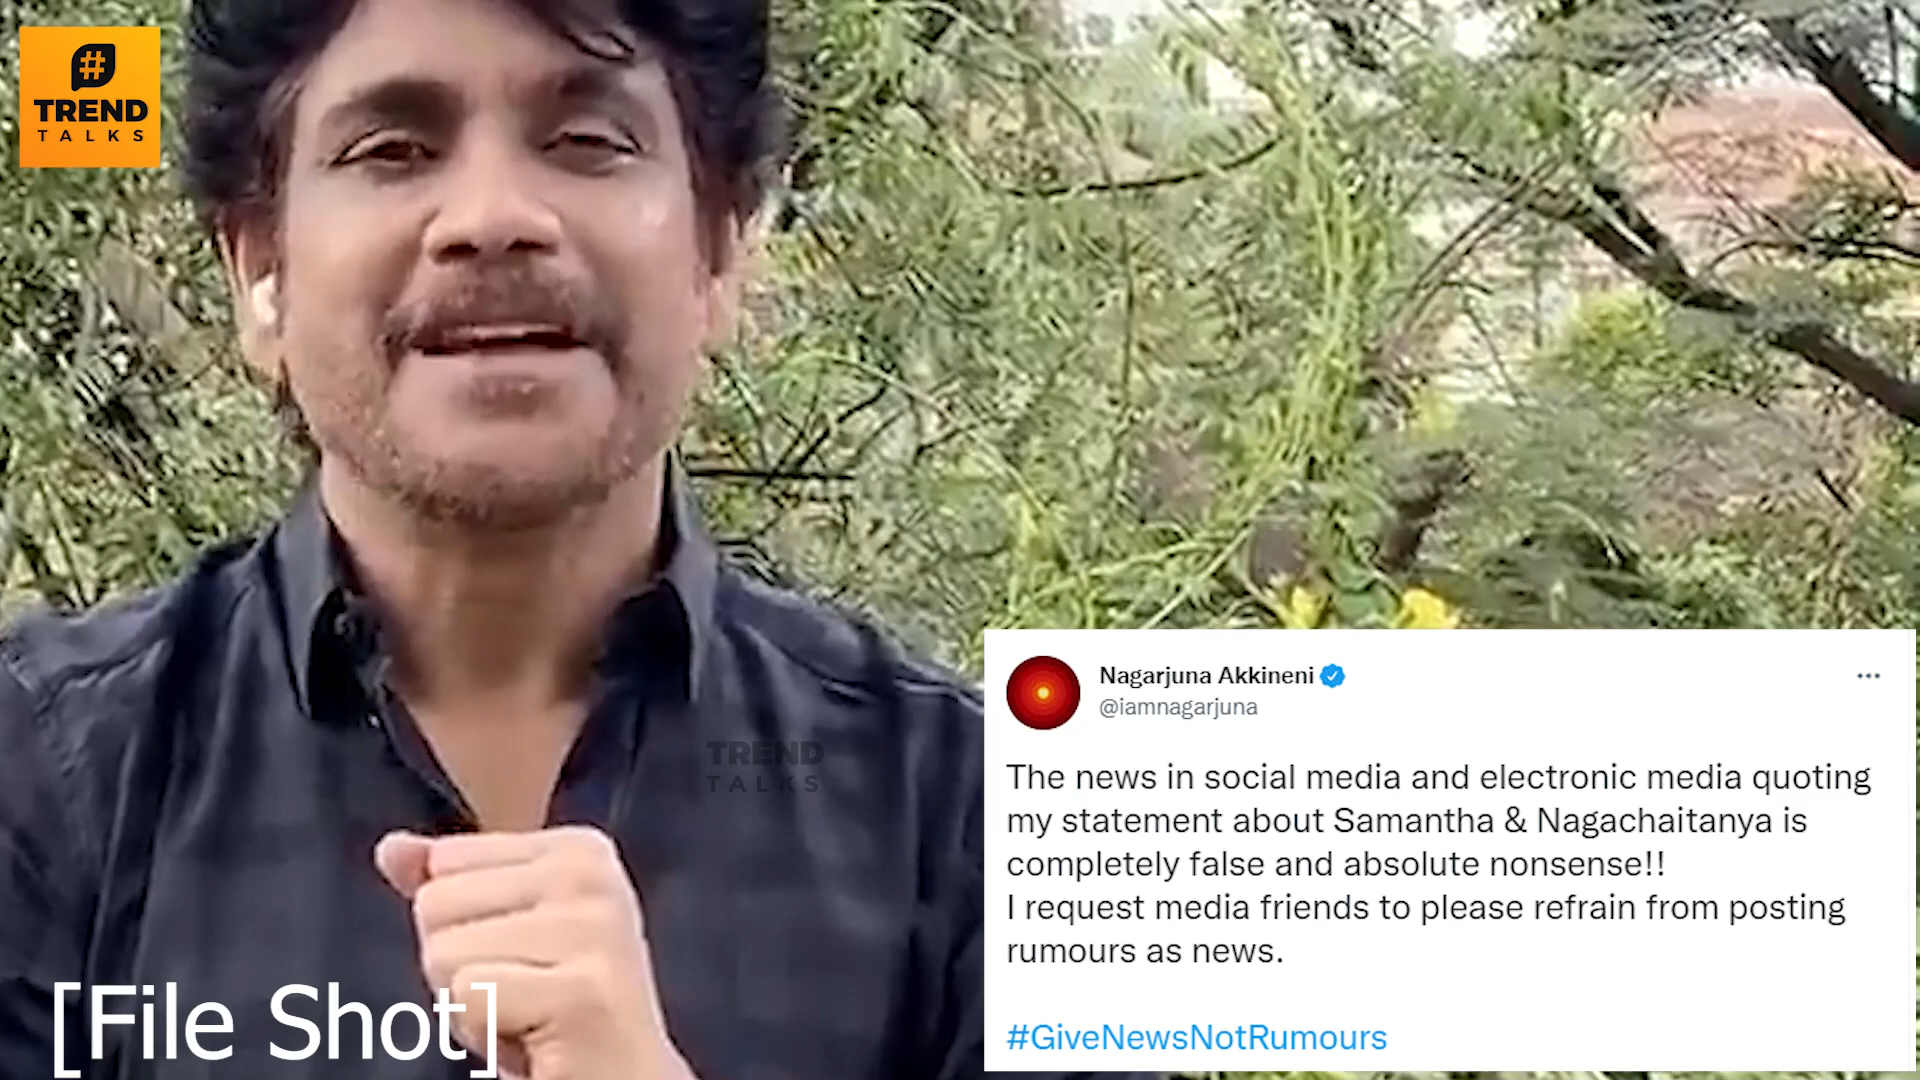 #
TREND
TALKS
Nagarjuna Akkineni
@iamnagarjuna
The news in social media and electronic media quoting
my statement about Samantha & Nagachaitanya is
completely false and absolute nonsense!!
I request media friends to please refrain from posting
rumours as news.
#GiveNewsNotRumours
TREND
TALKS
[File Shot]